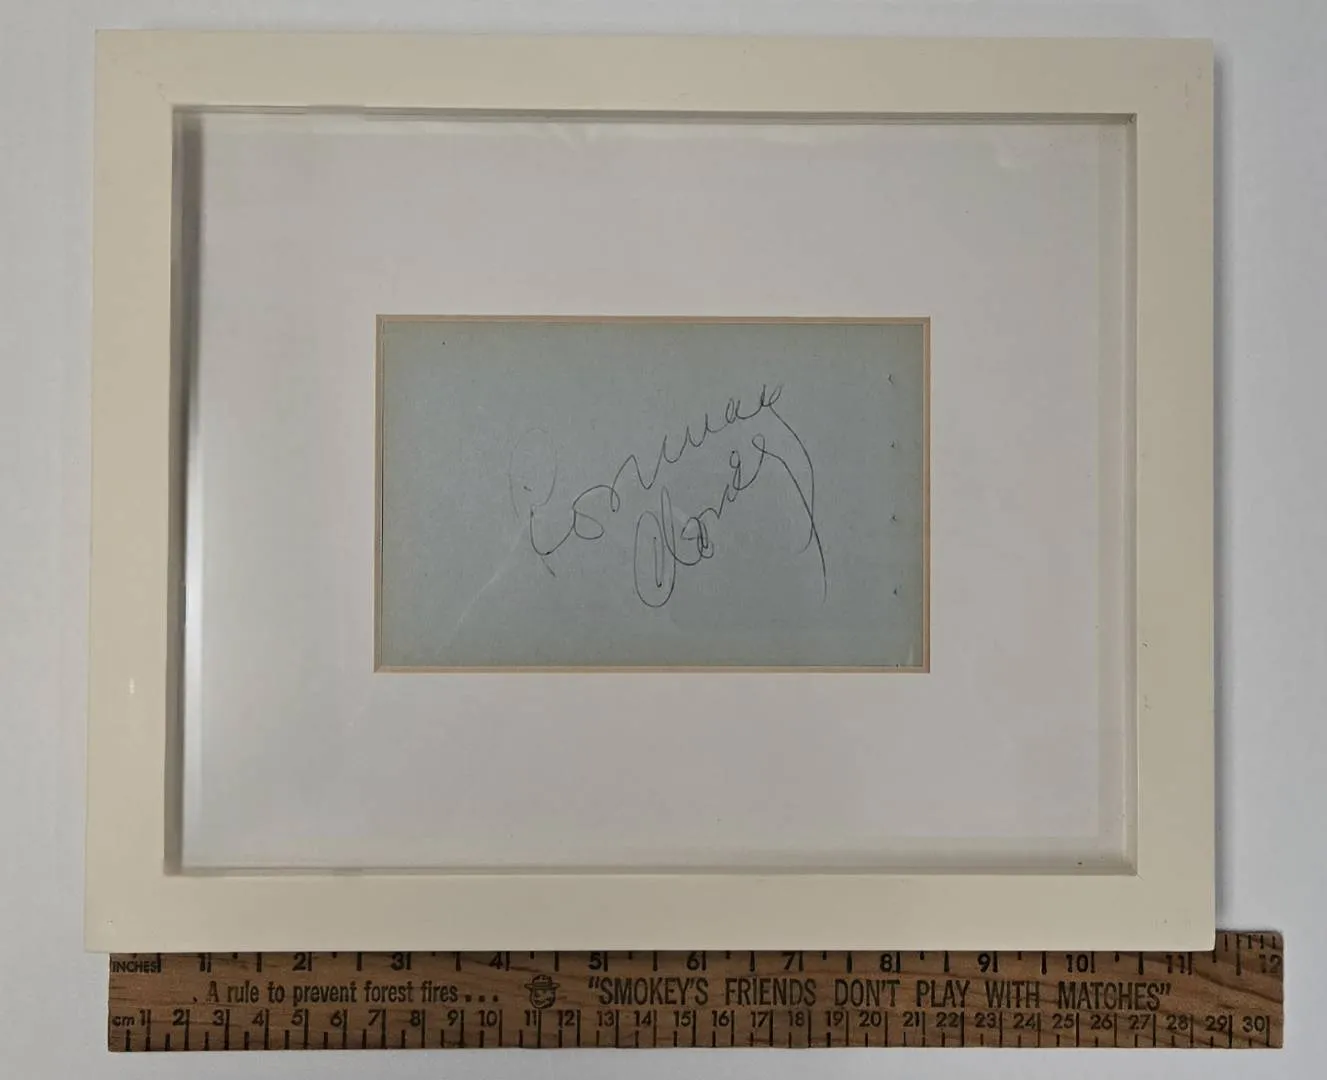 Rosemary
Clooney
INCHES 1 2 3 4 5 6 7 8 9 10 11 12
A rule to prevent forest fires... "SMOKEY'S FRIENDS DON'T PLAY WITH MATCHES"
cm 1 2 3 4 5 6 7 8 9 10 11 12 13 14 15 16 17 18 19 20 21 22 23 24 25 26 27 28 29 30